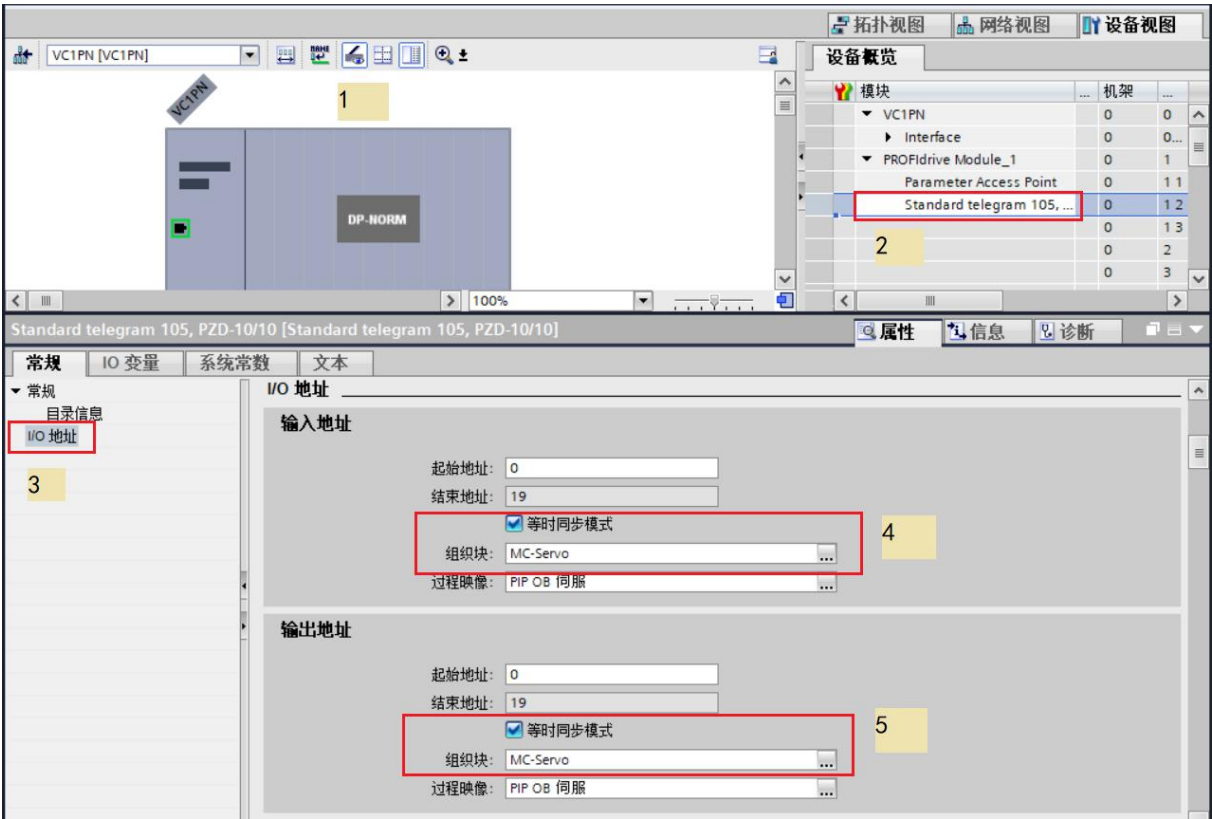 拓扑视图 网络视图 设备视图
VC1PN [VC1PN]
设备概览
VC1PN
1
DP-NORM
模块 ... 机架 ...
VC1PN 0 0
Interface 0 0...
PROFIdrive Module_1 0 1
Parameter Access Point 0 1 1
Standard telegram 105, ... 0 1 2
0 1 3
0 2
0 3
2
100%
Standard telegram 105, PZD-10/10 [Standard telegram 105, PZD-10/10]
属性 信息 诊断
常规 IO 变量 系统常数 文本
常规
目录信息
I/O 地址
3
I/O 地址
输入地址
起始地址: 0
结束地址: 19
等时同步模式
组织块: MC-Servo ...
过程映像: PIP OB 伺服 ...
4
输出地址
起始地址: 0
结束地址: 19
等时同步模式
组织块: MC-Servo ...
过程映像: PIP OB 伺服 ...
5